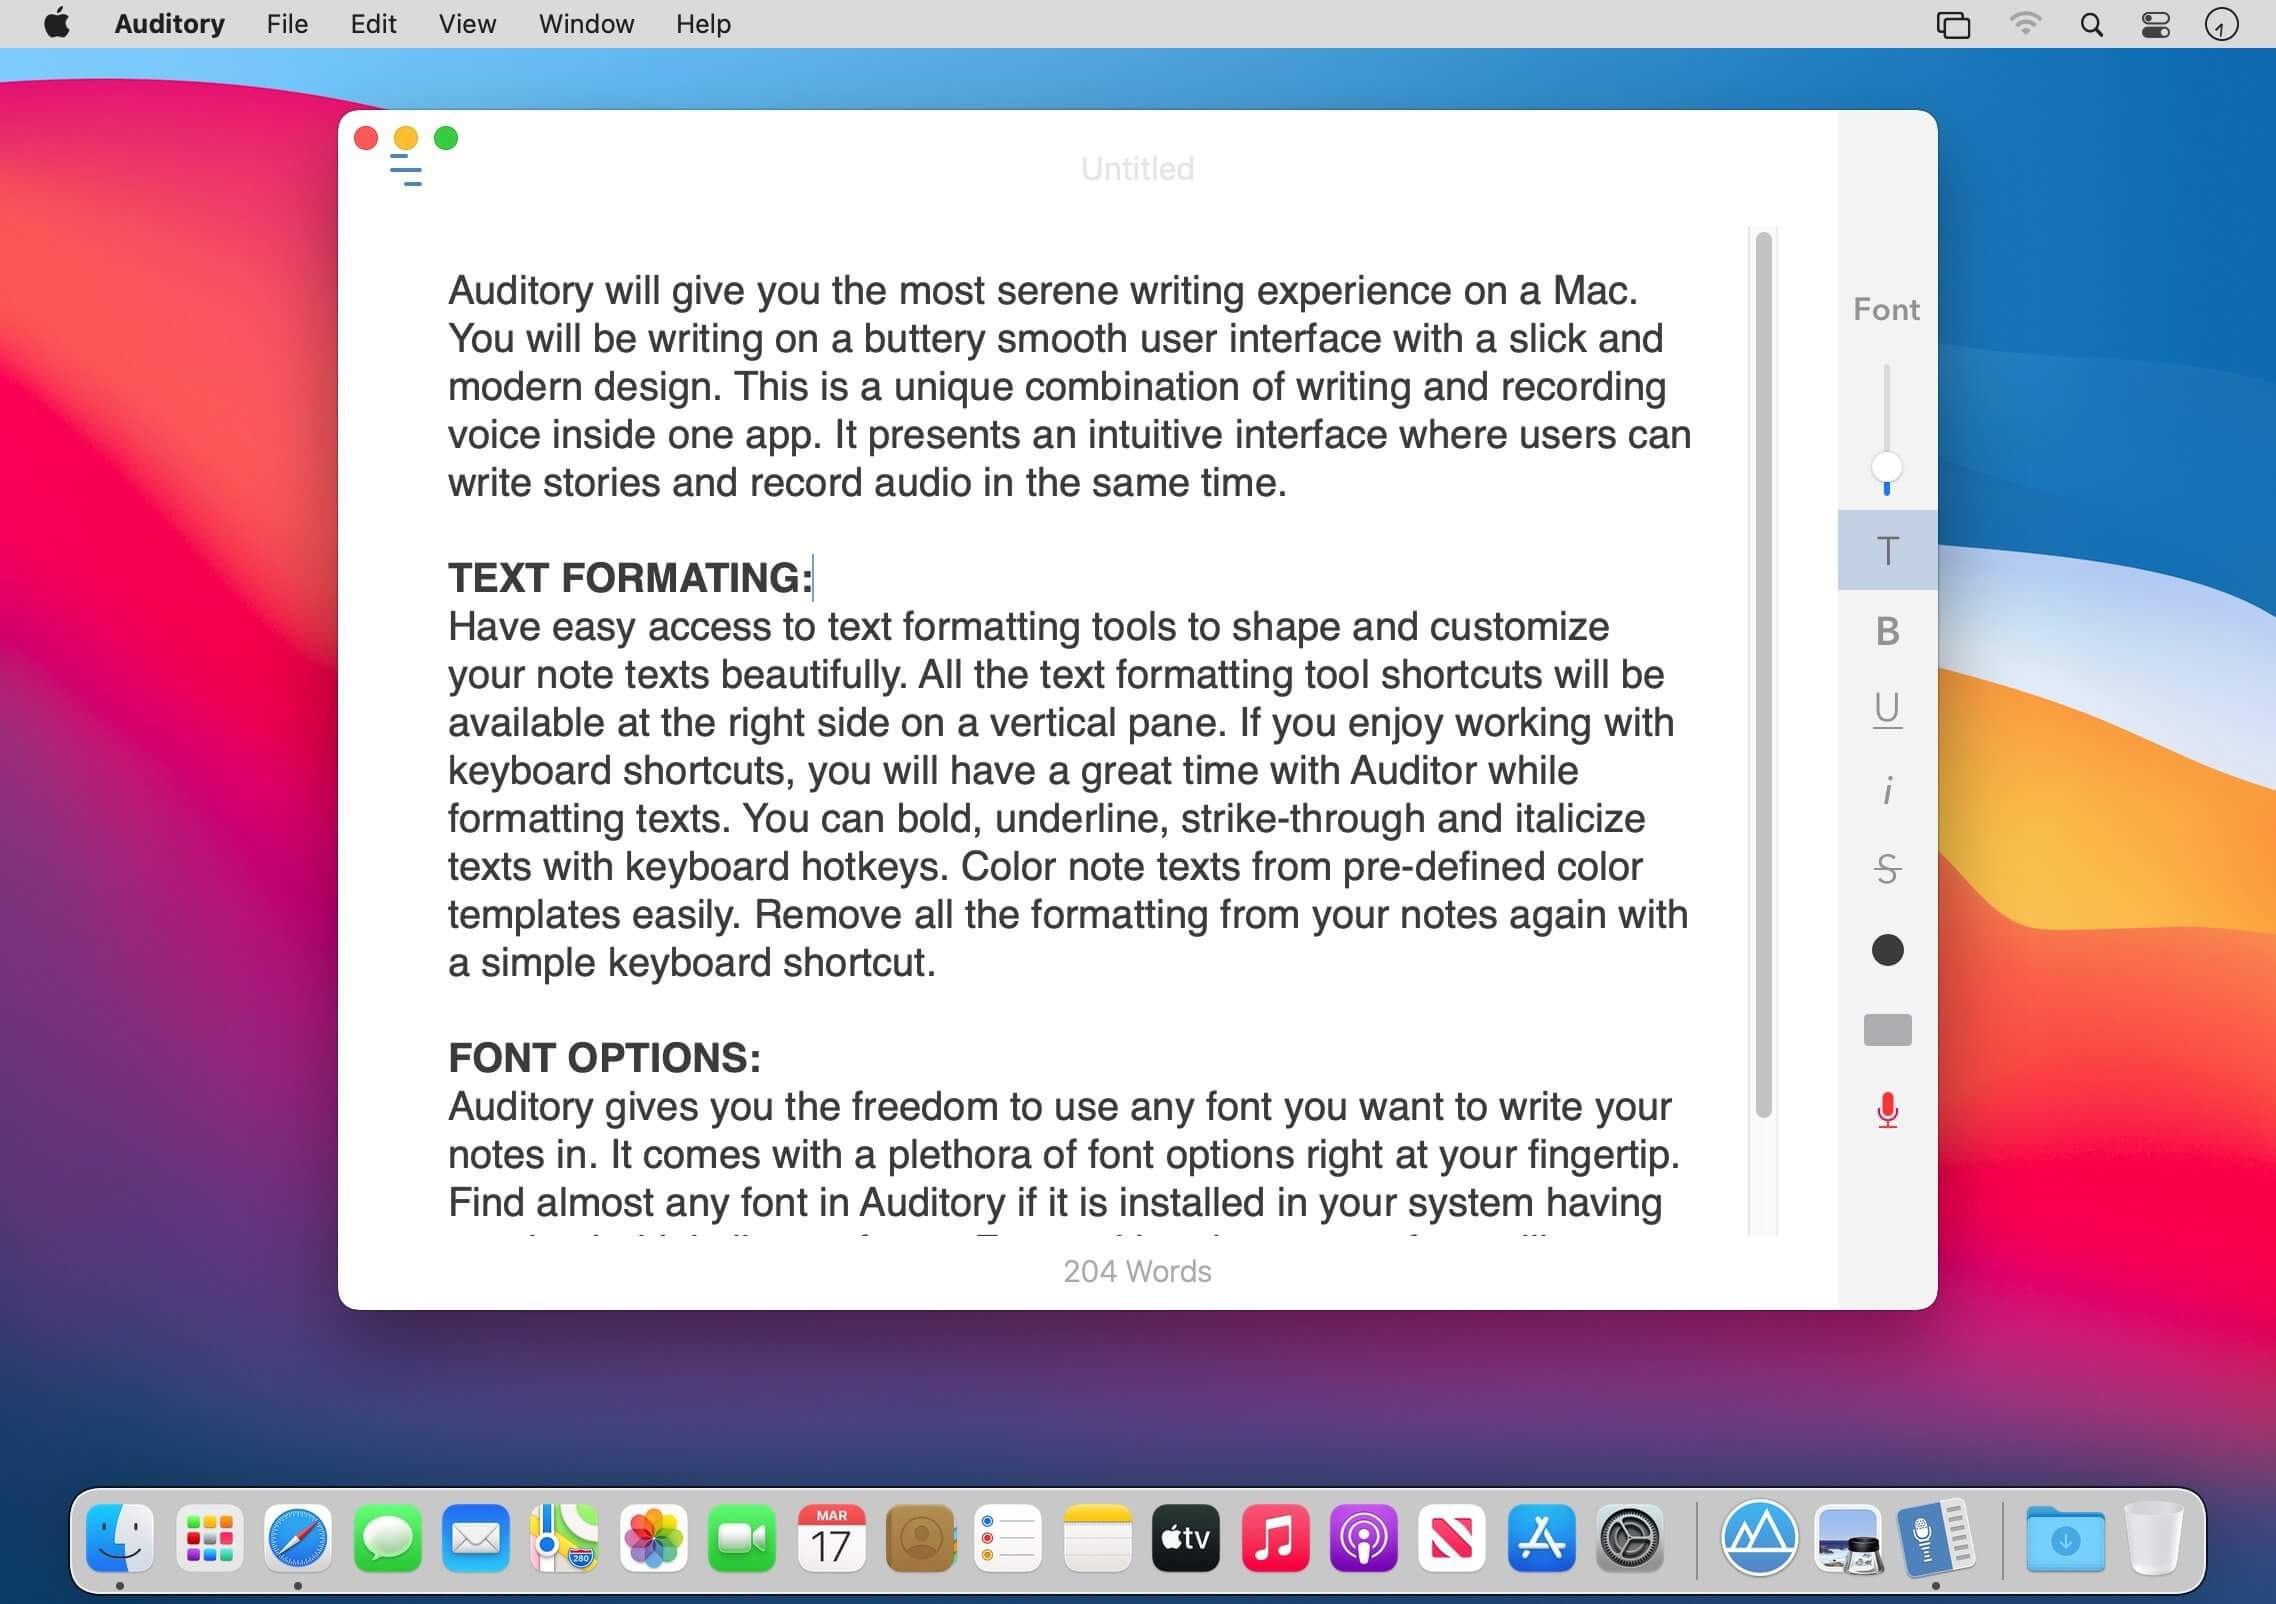 Auditory File Edit View Window Help
Untitled
Auditory will give you the most serene writing experience on a Mac.
You will be writing on a buttery smooth user interface with a slick and
modern design. This is a unique combination of writing and recording
voice inside one app. It presents an intuitive interface where users can
write stories and record audio in the same time.
TEXT FORMATING:
Have easy access to text formatting tools to shape and customize
your note texts beautifully. All the text formatting tool shortcuts will be
available at the right side on a vertical pane. If you enjoy working with
keyboard shortcuts, you will have a great time with Auditor while
formatting texts. You can bold, underline, strike-through and italicize
texts with keyboard hotkeys. Color note texts from pre-defined color
templates easily. Remove all the formatting from your notes again with
a simple keyboard shortcut.
FONT OPTIONS:
Auditory gives you the freedom to use any font you want to write your
notes in. It comes with a plethora of font options right at your fingertip.
Find almost any font in Auditory if it is installed in your system having
204 Words
Font
T
B
U
i
S
MAR
17
280
tv